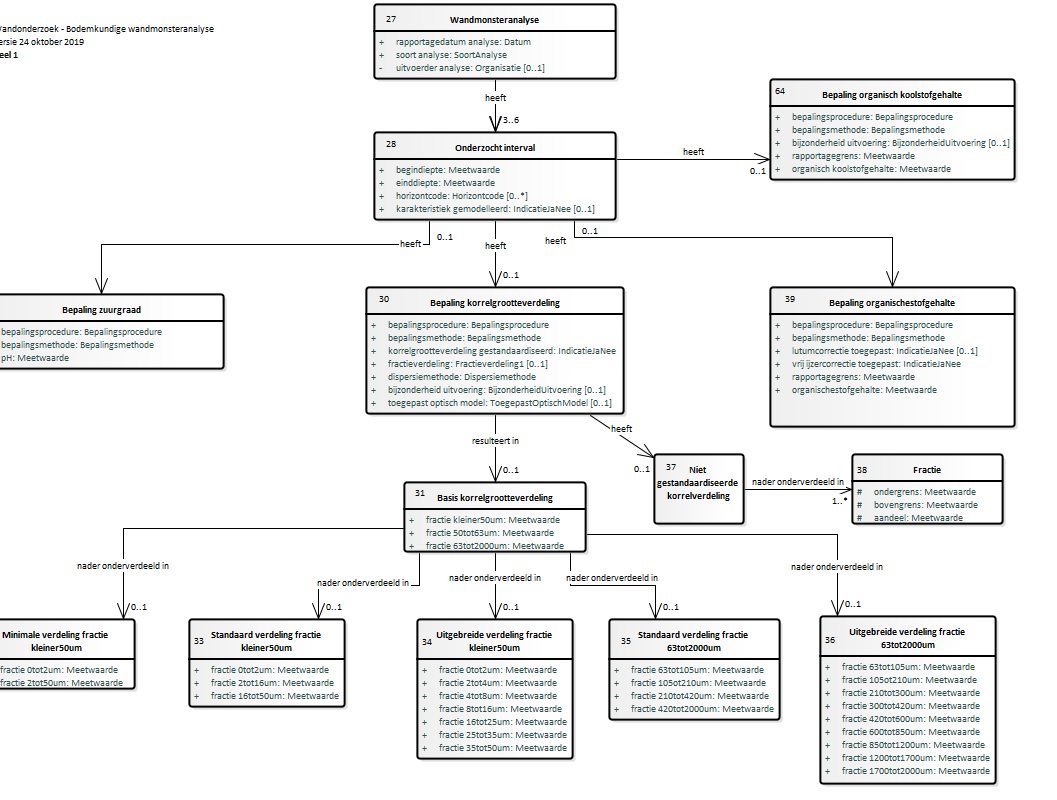 Wandonderzoek - Bodemkundige wandmonsteranalyse
ersie 24 oktober 2019
eel 1
27 Wandmonsteranalyse
+ rapportagedatum analyse: Datum
+ soort analyse: SoortAnalyse
- uitvoerder analyse: Organisatie [0..1]
heeft
3..6
28 Onderzocht interval
+ begindiepte: Meetwaarde
+ einddiepte: Meetwaarde
+ horizontcode: Horizontcode [0..*]
+ karakteristiek gemodelleerd: IndicatieJaNee [0..1]
heeft
0..1
64 Bepaling organisch koolstofgehalte
+ bepalingsprocedure: Bepalingsprocedure
+ bepalingsmethode: Bepalingsmethode
+ bijzonderheid uitvoering: BijzonderheidUitvoering [0..1]
+ rapportagegrens: Meetwaarde
+ organisch koolstofgehalte: Meetwaarde
heeft
0..1
heeft
0..1
heeft
0..1
Bepaling zuurgraad
bepalingsprocedure: Bepalingsprocedure
bepalingsmethode: Bepalingsmethode
pH: Meetwaarde
30 Bepaling korrelgrootteverdeling
+ bepalingsprocedure: Bepalingsprocedure
+ bepalingsmethode: Bepalingsmethode
+ korrelgrootteverdeling gestandaardiseerd: IndicatieJaNee
+ fractieverdeling: Fractieverdeling1 [0..1]
+ dispersiemethode: Dispersiemethode
+ bijzonderheid uitvoering: BijzonderheidUitvoering [0..1]
+ toegepast optisch model: ToegepastOptischModel [0..1]
39 Bepaling organischestofgehalte
+ bepalingsprocedure: Bepalingsprocedure
+ bepalingsmethode: Bepalingsmethode
+ lutumcorrectie toegepast: IndicatieJaNee [0..1]
+ vrij ijzercorrectie toegepast: IndicatieJaNee
+ rapportagegrens: Meetwaarde
+ organischestofgehalte: Meetwaarde
resulteert in
0..1
heeft
0..1
37 Niet
gestandaardiseerde
korrelverdeling
nader onderverdeeld in
1..*
38 Fractie
# ondergrens: Meetwaarde
# bovengrens: Meetwaarde
# aandeel: Meetwaarde
31 Basis korrelgrootteverdeling
+ fractie kleiner50um: Meetwaarde
+ fractie 50tot63um: Meetwaarde
+ fractie 63tot2000um: Meetwaarde
nader onderverdeeld in
0..1
nader onderverdeeld in
0..1
nader onderverdeeld in
0..1
nader onderverdeeld in
0..1
nader onderverdeeld in
0..1
Minimale verdeling fractie
kleiner50um
fractie 0tot2um: Meetwaarde
fractie 2tot50um: Meetwaarde
33 Standaard verdeling fractie
kleiner50um
+ fractie 0tot2um: Meetwaarde
+ fractie 2tot16um: Meetwaarde
+ fractie 16tot50um: Meetwaarde
34 Uitgebreide verdeling fractie
kleiner50um
+ fractie 0tot2um: Meetwaarde
+ fractie 2tot4um: Meetwaarde
+ fractie 4tot8um: Meetwaarde
+ fractie 8tot16um: Meetwaarde
+ fractie 16tot25um: Meetwaarde
+ fractie 25tot35um: Meetwaarde
+ fractie 35tot50um: Meetwaarde
35 Standaard verdeling fractie
63tot2000um
+ fractie 63tot105um: Meetwaarde
+ fractie 105ot210um: Meetwaarde
+ fractie 210tot420um: Meetwaarde
+ fractie 420tot2000um: Meetwaarde
36 Uitgebreide verdeling fractie
63tot2000um
+ fractie 63tot105um: Meetwaarde
+ fractie 105ot210um: Meetwaarde
+ fractie 210tot300um: Meetwaarde
+ fractie 300tot420um: Meetwaarde
+ fractie 420tot600um: Meetwaarde
+ fractie 600tot850um: Meetwaarde
+ fractie 850tot1200um: Meetwaarde
+ fractie 1200tot1700um: Meetwaarde
+ fractie 1700tot2000um: Meetwaarde